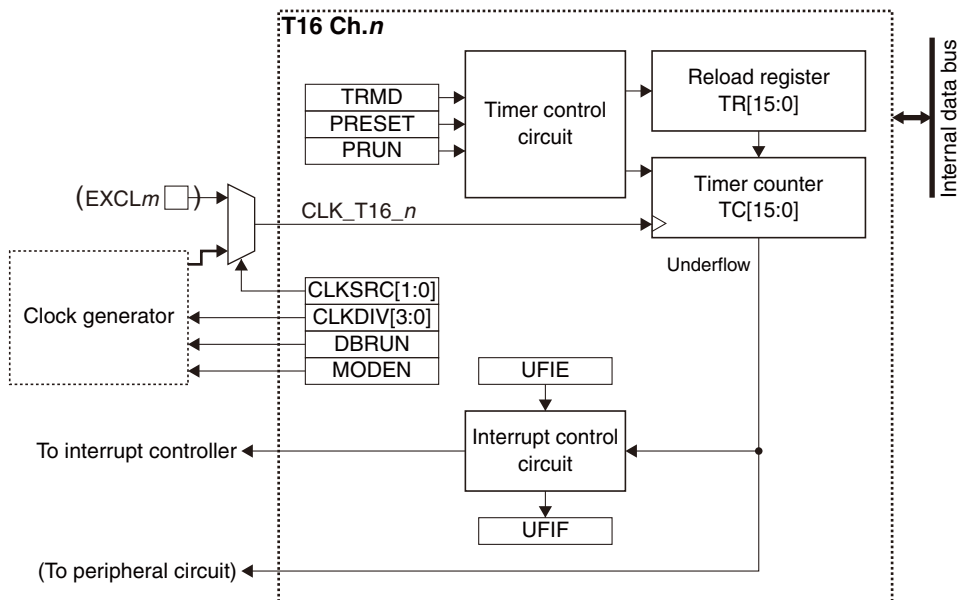 T16 Ch.n
Internal data bus
TRMD
PRESET
PRUN
Timer control
circuit
Reload register
TR[15:0]
Timer counter
TC[15:0]
(EXCLm )
CLK_T16_n
Underflow
Clock generator
CLKSRC[1:0]
CLKDIV[3:0]
DBRUN
MODEN
UFIE
Interrupt control
circuit
To interrupt controller
UFIF
(To peripheral circuit)